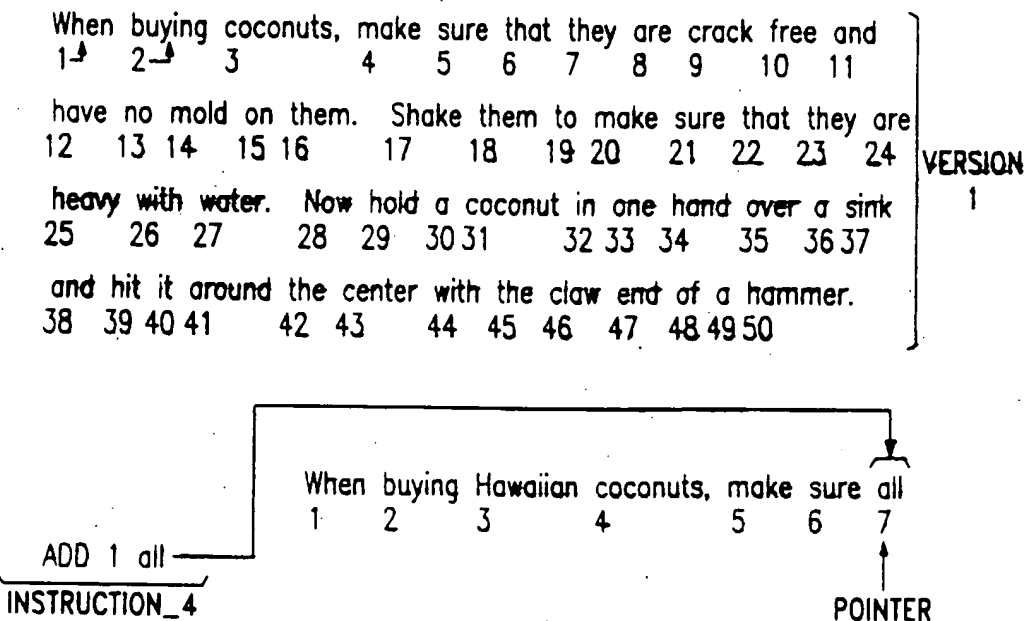 When buying coconuts, make sure that they are crack free and
1 2 3 4 5 6 7 8 9 10 11
have no mold on them. Shake them to make sure that they are
12 13 14 15 16 17 18 19 20 21 22 23 24
heavy with water. Now hold a coconut in one hand over a sink
25 26 27 28 29 30 31 32 33 34 35 36 37
and hit it around the center with the claw end of a hammer.
38 39 40 41 42 43 44 45 46 47 48 49 50
VERSION
1
When buying Hawaiian coconuts, make sure all
1 2 3 4 5 6 7
ADD 1 all
INSTRUCTION_4
POINTER